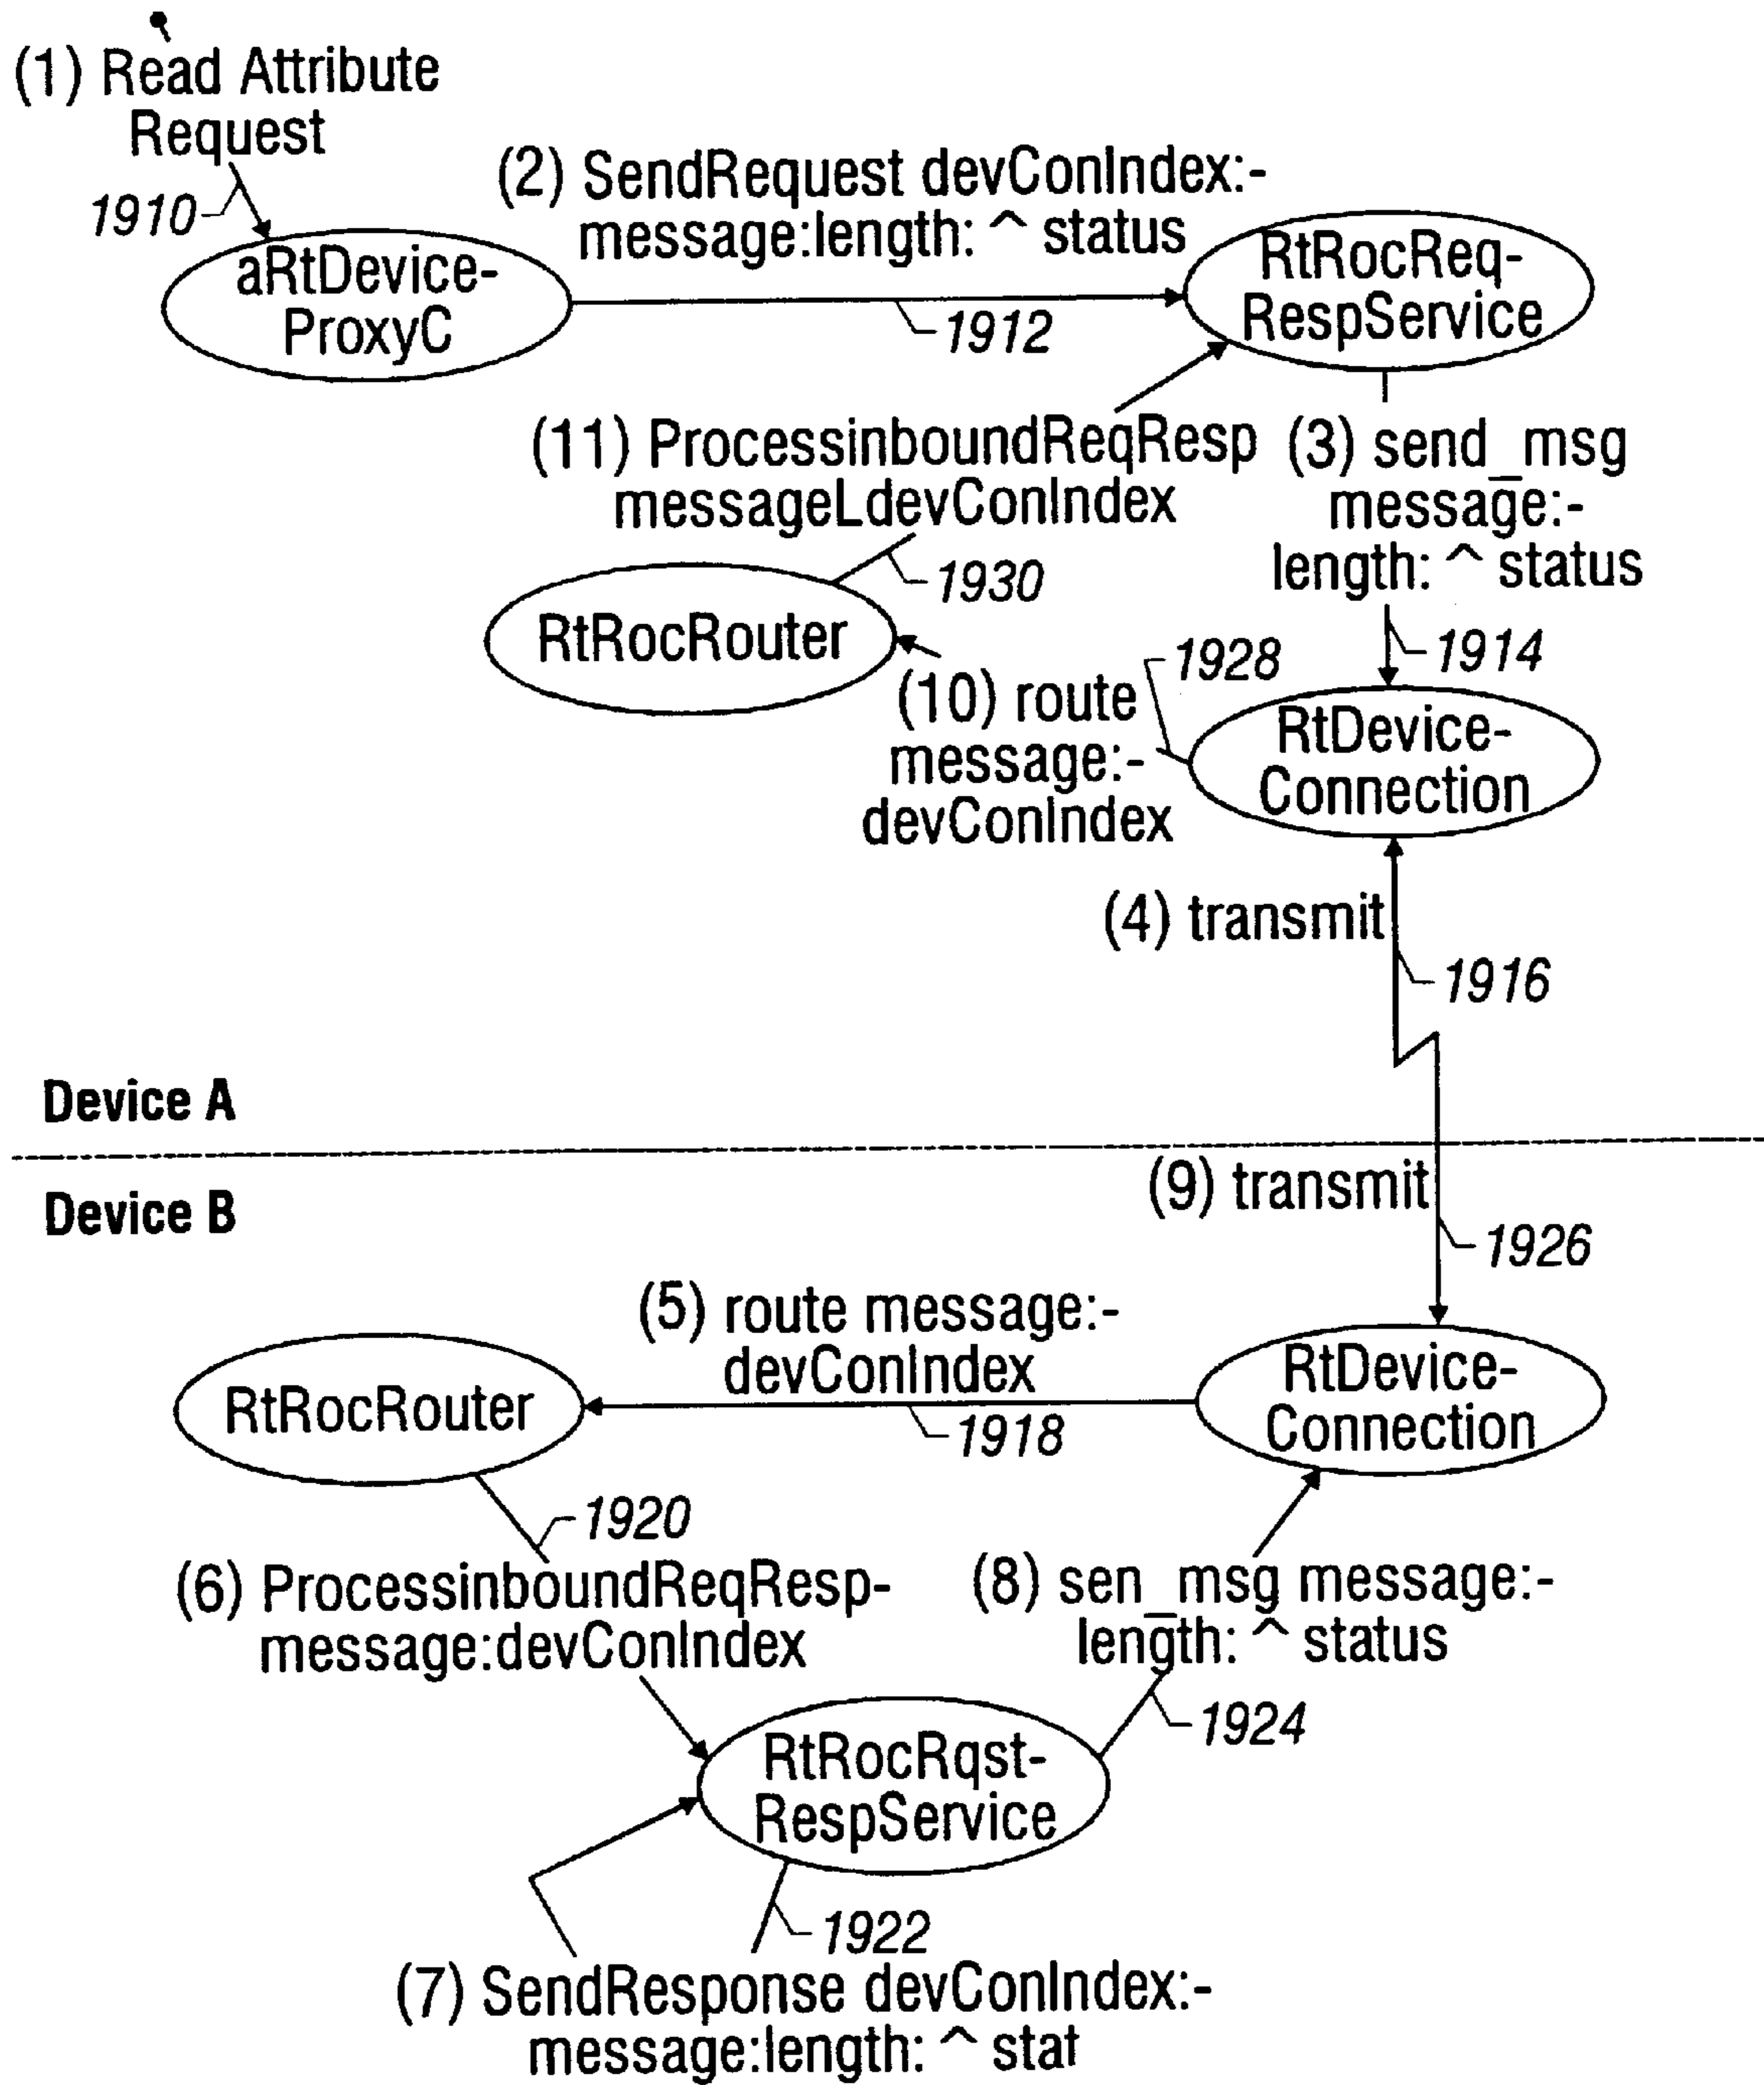 (1) Read Attribute
Request
1910
(2) SendRequest devConIndex:-
message:length: ^ status
aRtDevice-
ProxyC
1912
RtRocReq-
RespService
(11) ProcessinboundReqResp
messageLdevConIndex
(3) send_msg
message:-
length: ^ status
1930
RtRocRouter
1914
1928
(10) route
message:-
devConIndex
RtDevice-
Connection
(4) transmit
1916
Device A
Device B
(9) transmit
1926
(5) route message:-
devConIndex
RtRocRouter
1918
RtDevice-
Connection
1920
(6) ProcessinboundReqResp-
message:devConIndex
(8) sen_msg message:-
length: ^ status
1924
RtRocRqst-
RespService
1922
(7) SendResponse devConIndex:-
message:length: ^ stat